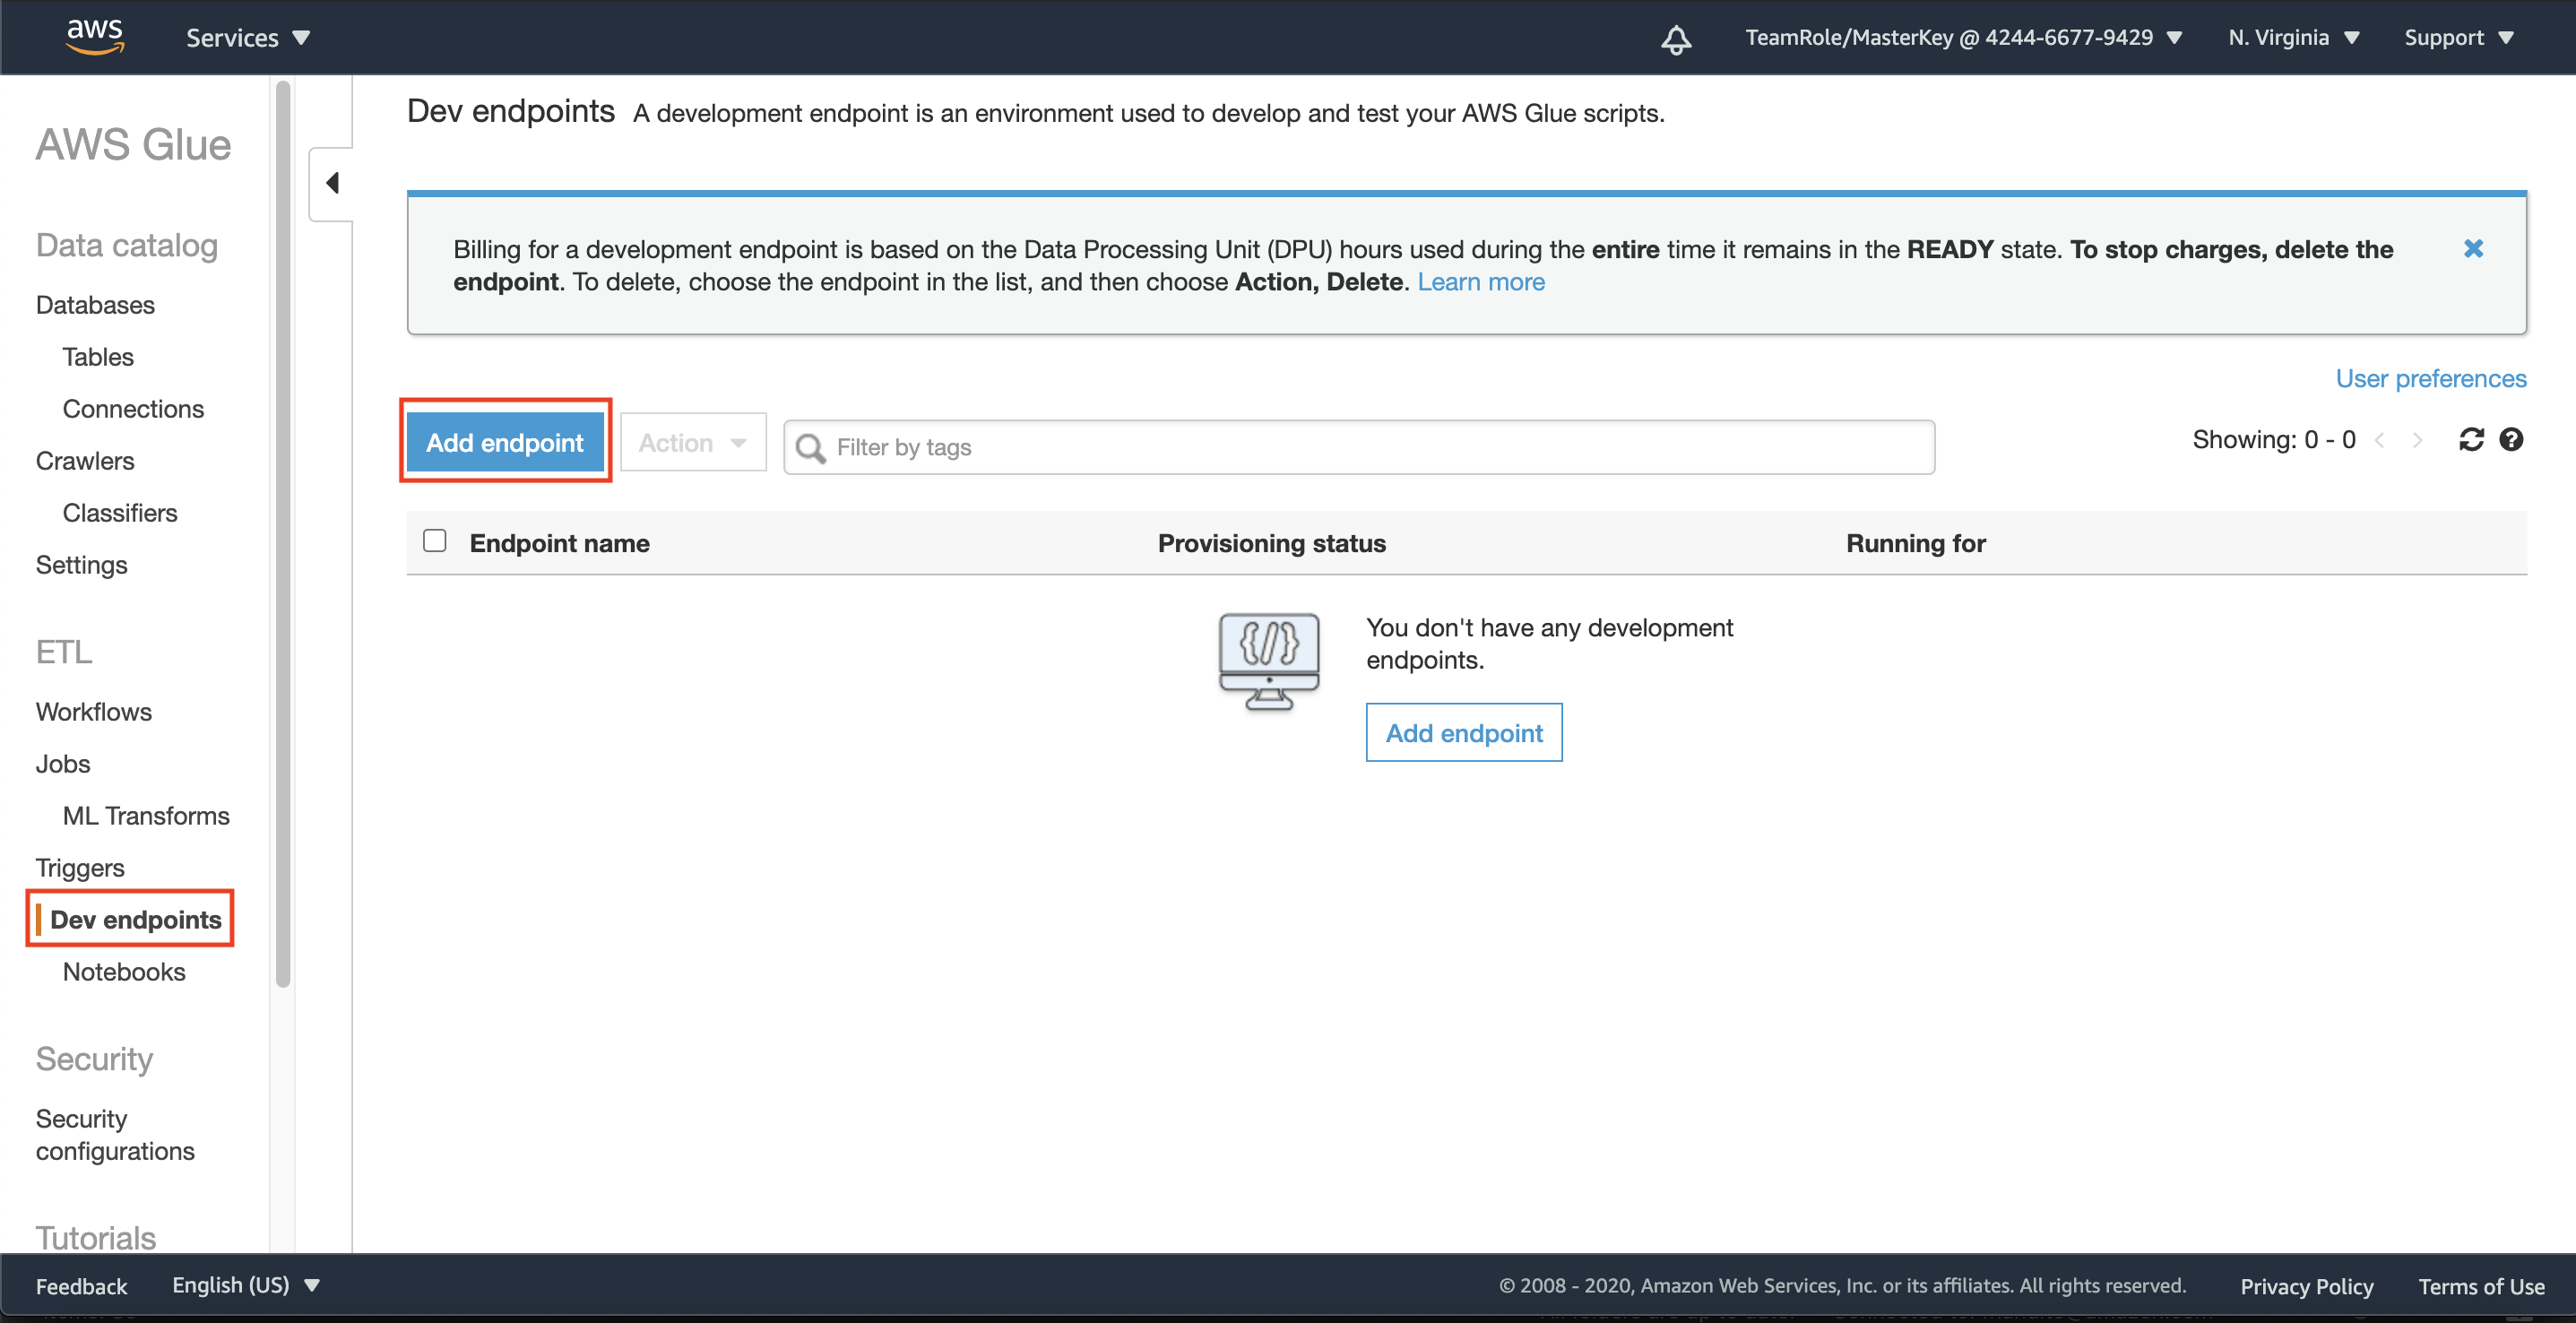 aws
Services
TeamRole/MasterKey @ 4244-6677-9429
N. Virginia
Support
AWS Glue
Data catalog
Databases
Tables
Connections
Crawlers
Classifiers
Settings
ETL
Workflows
Jobs
ML Transforms
Triggers
Dev endpoints
Notebooks
Security
Security
configurations
Tutorials
Dev endpoints A development endpoint is an environment used to develop and test your AWS Glue scripts.
Billing for a development endpoint is based on the Data Processing Unit (DPU) hours used during the entire time it remains in the READY state. To stop charges, delete the
endpoint. To delete, choose the endpoint in the list, and then choose Action, Delete. Learn more
User preferences
Add endpoint
Action
Filter by tags
Showing: 0 - 0
Endpoint name
Provisioning status
Running for
{/}
You don't have any development
endpoints.
Add endpoint
Feedback
English (US)
© 2008 - 2020, Amazon Web Services, Inc. or its affiliates. All rights reserved.
Privacy Policy
Terms of Use